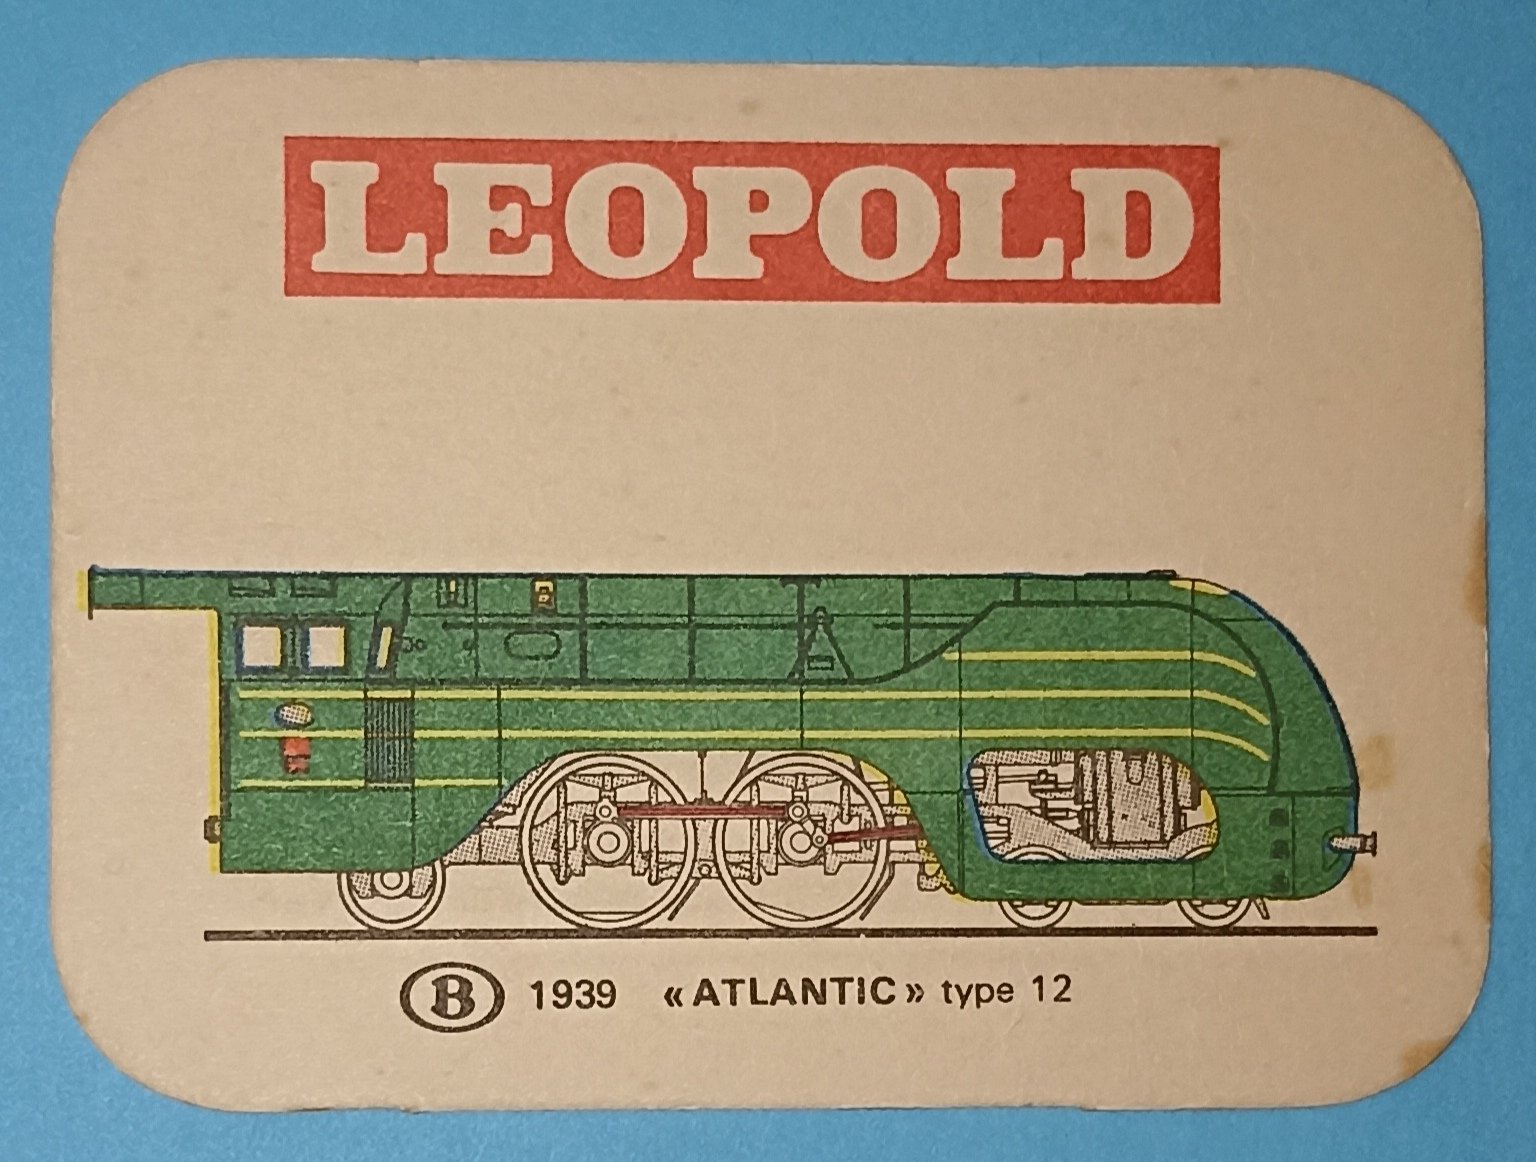 LEOPOLD
B 1939 «ATLANTIC» type 12